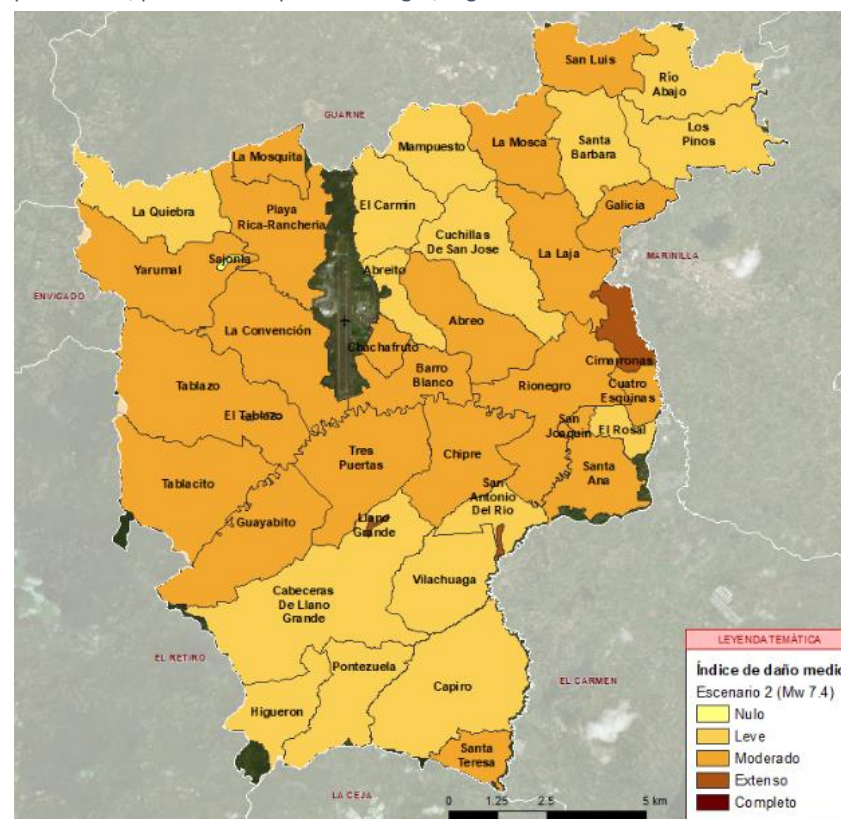 San Luis
Río
Abajo
GUARNE
Los
Pinos
Mampuesto
La Mosca
Santa
Barbara
La Mosquita
La Quiebra
Playa
Rica-Rancheria
El Carmin
Galicia
Cuchillas
De San Jose
La Laja
MARINILLA
Yarumal
Sajonia
Abreito
ENVIGADO
La Convención
Abreo
Chachafruto
Cimarronas
Barro
Blanco
Rionegro
Cuatro
Esquinas
Tablazo
El Tablazo
San
Joaquin
El Rosal
Tres
Puertas
Chipre
Santa
Ana
Tablacito
San
Antonio
Del Rio
Guayabito
Llano
Grande
Vilachuaga
Cabeceras
De Llano
Grande
EL RETIRO
Pontezuela
Capiro
EL CARMEN
Higueron
Santa
Teresa
LA CEJA
LEYENDA TEMÁTICA
Índice de daño medio
Escenario 2 (Mw 7.4)
Nulo
Leve
Moderado
Extenso
Completo
0 1.25 2.5 5 km